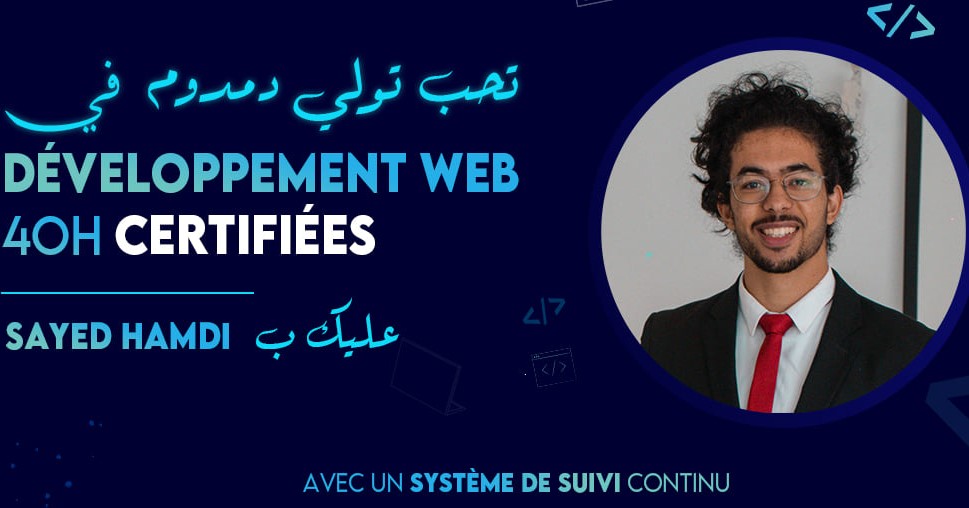 تحب تولي دمدوم في
DÉVELOPPEMENT WEB
40H CERTIFIÉES
SAYED HAMDI عليك ب
AVEC UN SYSTÈME DE SUIVI CONTINU